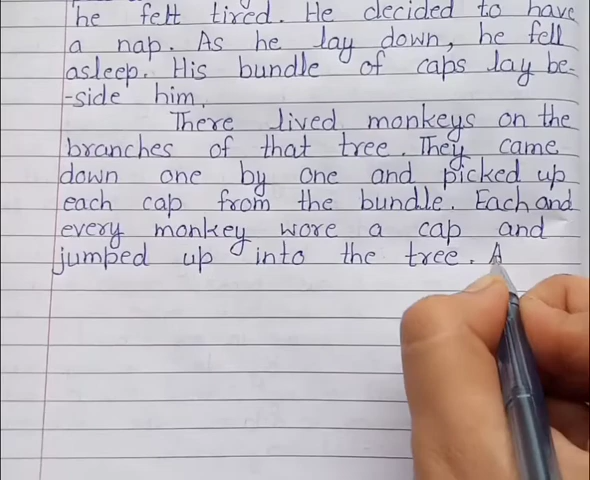 he felt tired. He decided to have
a nap. As he lay down, he fell
asleep. His bundle of caps lay be-
-side him.
There lived monkeys on the
branches of that tree. They came
down one by one and picked up
each cap from the bundle. Each and
every monkey wore a cap and
jumped up into the tree. A